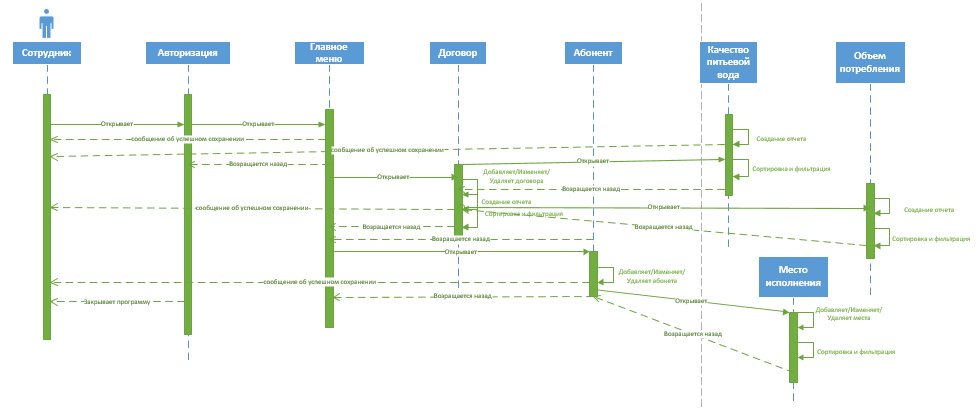 Сотрудник
Авторизация
Главное
меню
Договор
Абонент
Качество
питьевой
вода
Объем
потребления
Открывает
Открывает
сообщение об успешном сохранении
Создание отчета
сообщение об успешном сохранении
Возвращается назад
Открывает
Сортировка и фильтрация
Открывает
Добавляет/Изменяет/
Удаляет договора
Возвращается назад
Создание отчета
сообщение об успешном сохранении
Открывает
Создание отчета
Сортировка и фильтрация
Возвращается назад
Возвращается назад
Возвращается назад
Сортировка и фильтрация
Открывает
Место
исполнения
Добавляет/Изменяет/
Удаляет абонета
сообщение об успешном сохранении
Возвращается назад
Закрывает программу
Открывает
Добавляет/Изменяет/
Удаляет места
Возвращается назад
Сортировка и фильтрация